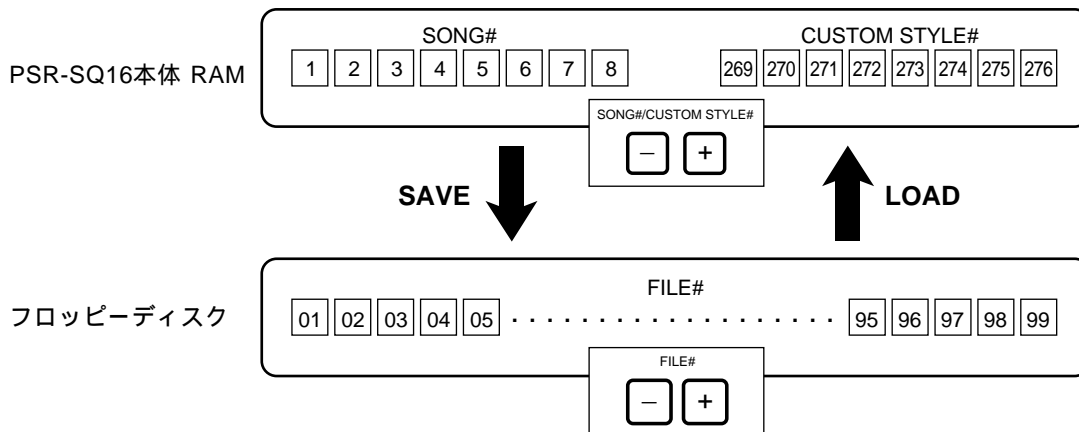 SONG# CUSTOM STYLE#
PSR-SQ16本体 RAM
1 2 3 4 5 6 7 8 269 270 271 272 273 274 275 276
SONG#/CUSTOM STYLE#
− +
SAVE LOAD
FILE#
フロッピーディスク
01 02 03 04 05 ・・・・・・・・・・・・・・・・・・・ 95 96 97 98 99
FILE#
− +